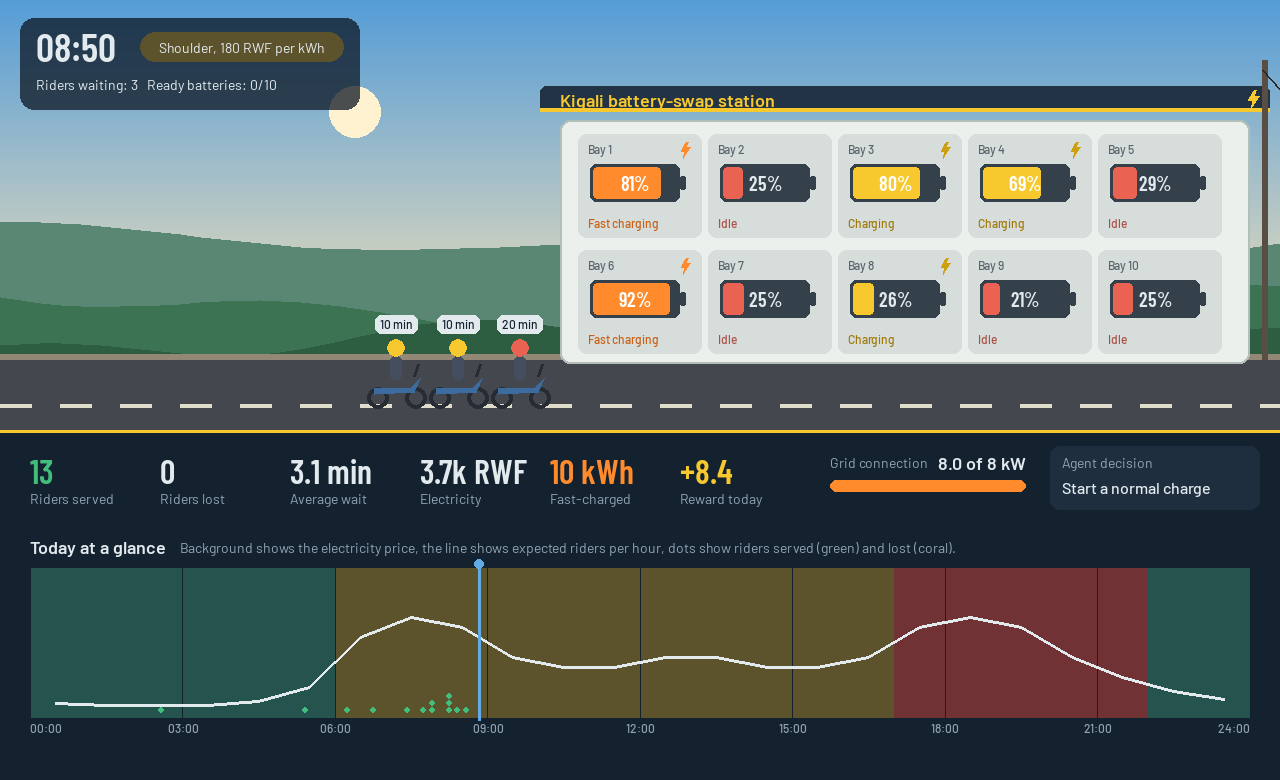 08:50
Shoulder, 180 RWF per kWh
Riders waiting: 3 Ready batteries: 0/10
Kigali battery-swap station
Bay 1
81%
Fast charging
Bay 2
25%
Idle
Bay 3
80%
Charging
Bay 4
69%
Charging
Bay 5
29%
Idle
Bay 6
92%
Fast charging
Bay 7
25%
Idle
Bay 8
26%
Charging
Bay 9
21%
Idle
Bay 10
25%
Idle
10 min
10 min
20 min
13
Riders served
0
Riders lost
3.1 min
Average wait
3.7k RWF
Electricity
10 kWh
Fast-charged
+8.4
Reward today
Grid connection 8.0 of 8 kW
Agent decision
Start a normal charge
Today at a glance Background shows the electricity price, the line shows expected riders per hour, dots show riders served (green) and lost (coral).
00:00 03:00 06:00 09:00 12:00 15:00 18:00 21:00 24:00